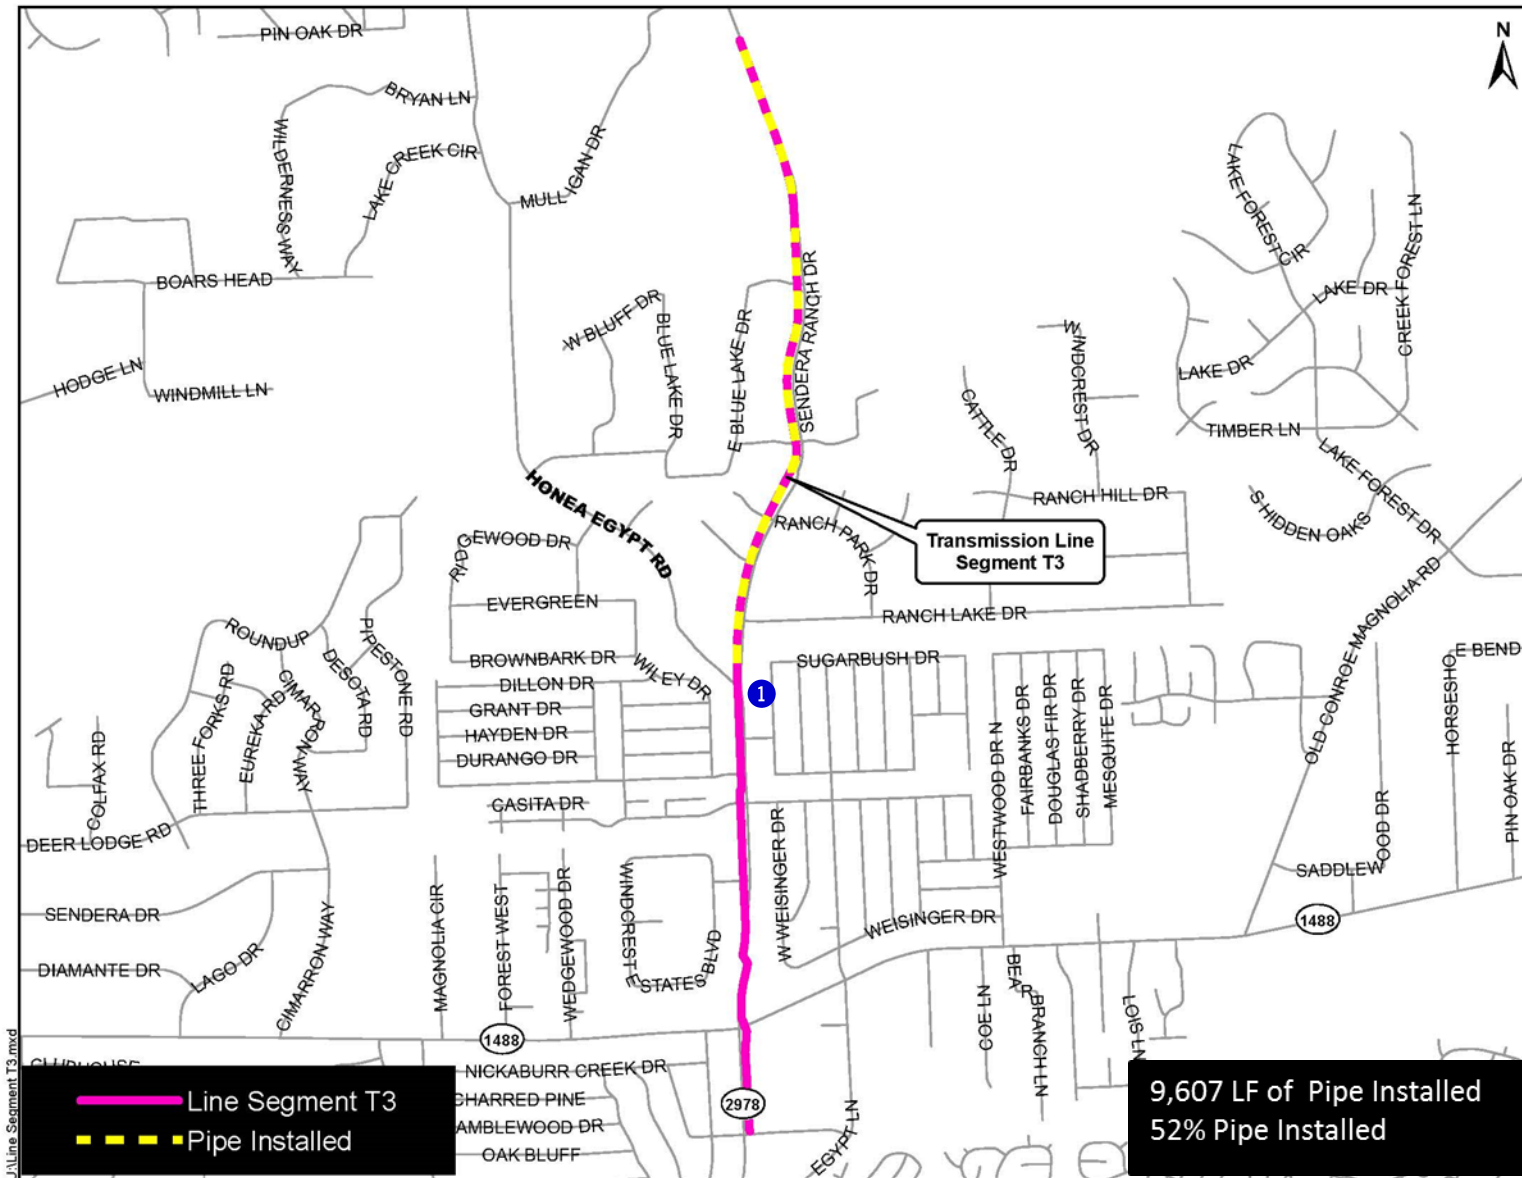 N
PIN OAK DR
BRYAN LN
WILDERNESS WAY
LAKE CREEK CIR
MULLIGAN DR
BOARS HEAD
HODGE LN
WINDMILL LN
W BLUFF DR
BLUE LAKE DR
E BLUE LAKE DR
SENDERA RANCH DR
LAKE FOREST CIR
LAKE DR
CREEK FOREST LN
LAKE DR
TIMBER LN
WINDCREST DR
CATTLE DR
RANCH HILL DR
LAKE FOREST DR
S HIDDEN OAKS
HONEA EGYPT RD
RANCH PARK DR
Transmission Line
Segment T3
RIDGEWOOD DR
EVERGREEN
RANCH LAKE DR
OLD CONROE MAGNOLIA RD
ROUNDUP
PIPESTONE RD
DESOTA RD
CIMARRON WAY
THREE FORKS RD
EUREKA RD
BROWNBARK DR
WILEY DR
DILLON DR
GRANT DR
HAYDEN DR
DURANGO DR
1
SUGARBUSH DR
E BEND
HORSESHO
COLFAX RD
WESTWOOD DR N
FAIRBANKS DR
DOUGLAS FIR DR
SHADBERRY DR
MESQUITE DR
PIN OAK DR
CASITA DR
DEER LODGE RD
W WEISINGER DR
SADDLEWOOD DR
SENDERA DR
MAGNOLIA CIR
FOREST WEST
WEDGEWOOD DR
WINDCREST ESTATES BLVD
WEISINGER DR
1488
DIAMANTE DR
LAGO DR
CIMARRON WAY
COE LN
BEAR BRANCH LN
LOIS LN
1488
CLUBHOUSE
NICKABURR CREEK DR
CHARRED PINE
AMBLEWOOD DR
OAK BLUFF
2978
EGYPT LN
Line Segment T3
Pipe Installed
9,607 LF of Pipe Installed
52% Pipe Installed
J:\Line Segment T3.mxd